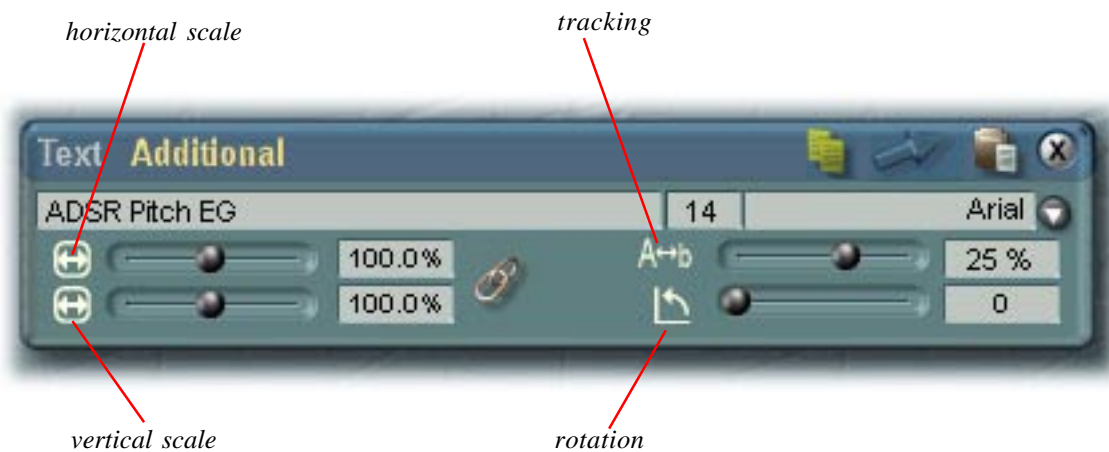 horizontal scale
tracking
Text Additional
X
ADSR Pitch EG 14 Arial
100.0% A↔b 25 %
100.0% 0
vertical scale
rotation